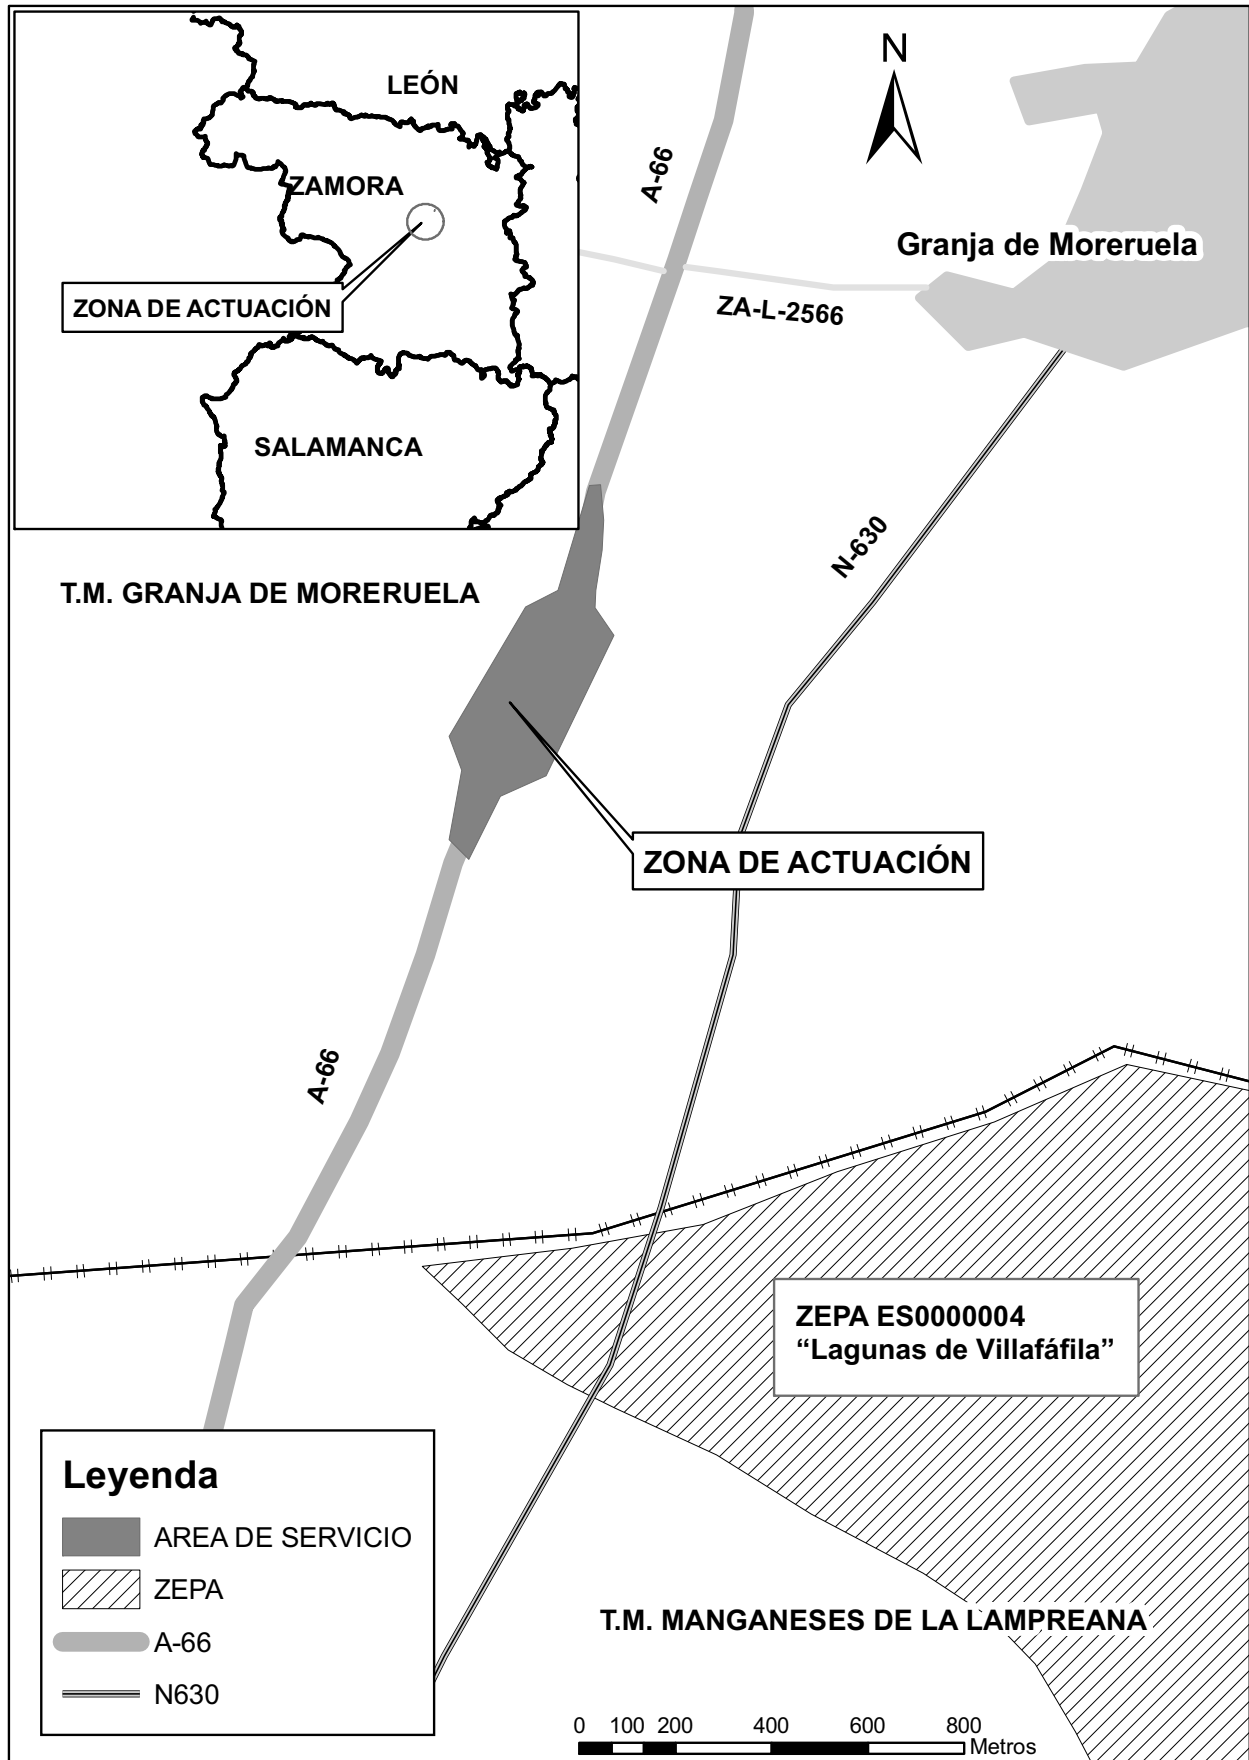 LEÓN
ZAMORA
ZONA DE ACTUACIÓN
SALAMANCA
N
A-66
Granja de Moreruela
ZA-L-2566
N-630
T.M. GRANJA DE MORERUELA
ZONA DE ACTUACIÓN
A-66
ZEPA ES0000004
“Lagunas de Villafáfila”
Leyenda
AREA DE SERVICIO
ZEPA
A-66
N630
T.M. MANGANESES DE LA LAMPREANA
0 100 200 400 600 800
Metros